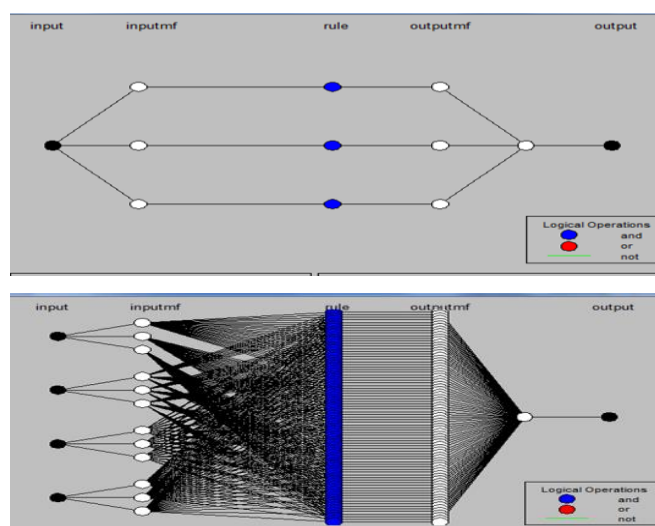 input inputmf rule outputmf output
Logical Operations
and
or
not
input inputmf rule outputmf output
Logical Operations
and
or
not